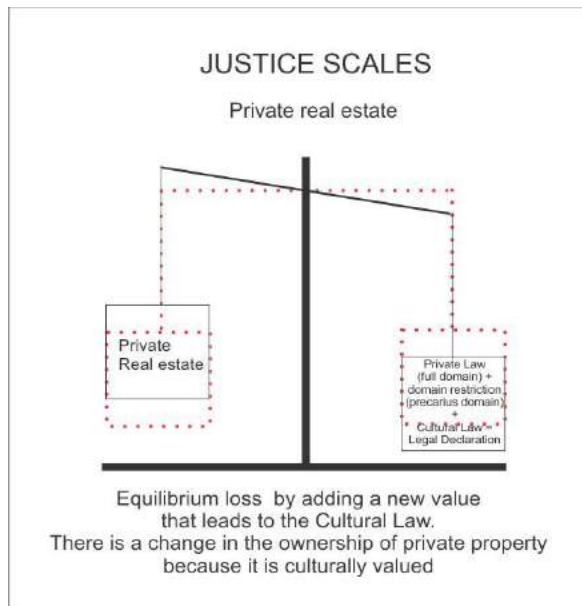 JUSTICE SCALES
Private real estate
Private
Real estate
Private Law
(full domain) +
domain restriction
(precarius domain)
+
Cultural Law =
Legal Declaration
Equilibrium loss by adding a new value
that leads to the Cultural Law.
There is a change in the ownership of private property
because it is culturally valued